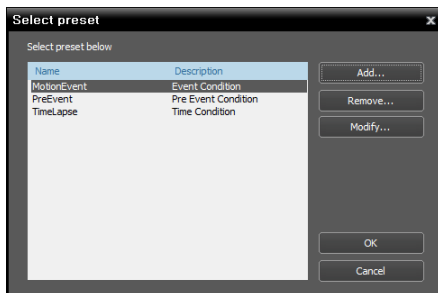 Select preset
x
Select preset below
Name Description
MotionEvent Event Condition
PreEvent Pre Event Condition
TimeLapse Time Condition
Add...
Remove...
Modify...
OK
Cancel